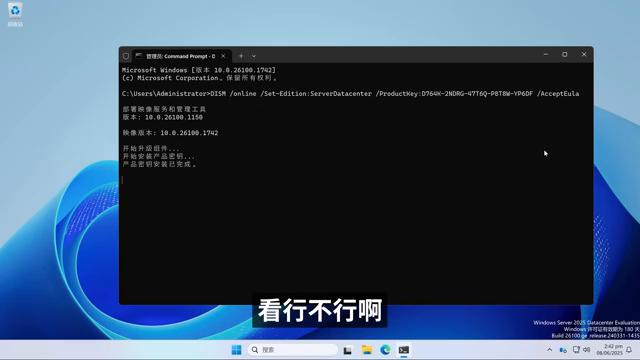 回收站
管理员: Command Prompt - D
Microsoft Windows [版本 10.0.26100.1742]
(c) Microsoft Corporation。保留所有权利。
C:\Users\Administrator>DISM /online /Set-Edition:ServerDatacenter /ProductKey:D764K-2NDRG-47T6Q-P8T8W-YP6DF /AcceptEula
部署映像服务和管理工具
版本: 10.0.26100.1150
映像版本: 10.0.26100.1742
开始升级组件...
开始安装产品密钥...
产品密钥安装已完成。
看行不行啊
Windows Server 2025 Datacenter Evaluation
Windows 许可证有效期为 180 天
Build 26100.ge_release.240331-1435
搜索
2:42 pm
08/06/2025